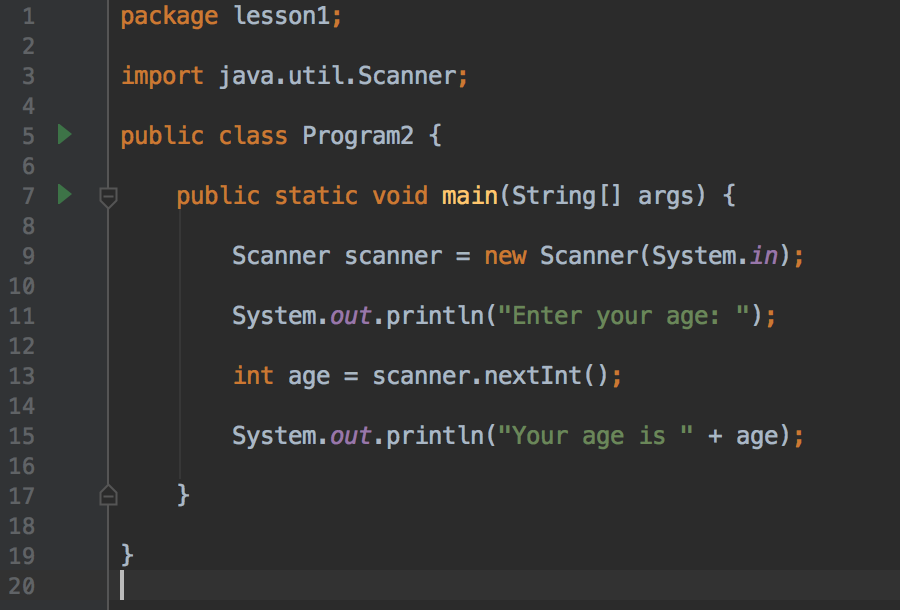 1 package lesson1;
2
3 import java.util.Scanner;
4
5 public class Program2 {
6
7 public static void main(String[] args) {
8
9 Scanner scanner = new Scanner(System.in);
10
11 System.out.println("Enter your age: ");
12
13 int age = scanner.nextInt();
14
15 System.out.println("Your age is " + age);
16
17 }
18
19 }
20